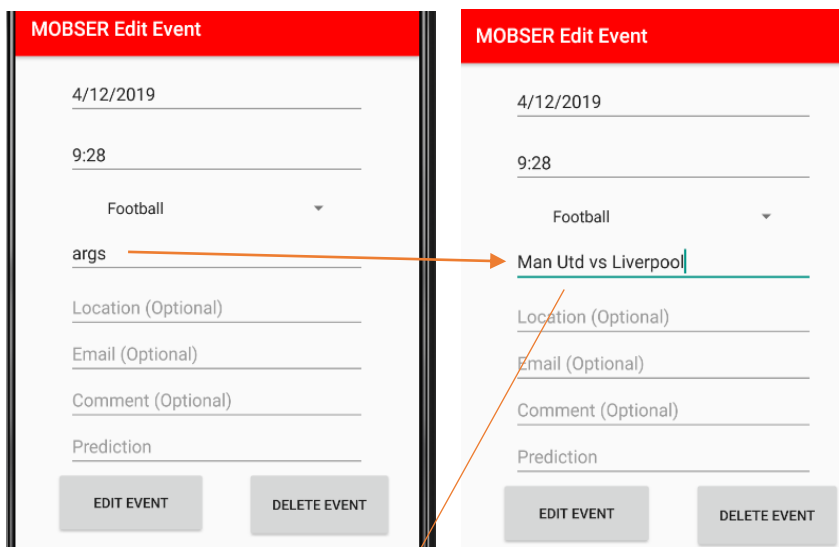 MOBSER Edit Event
4/12/2019
9:28
Football
args
Location (Optional)
Email (Optional)
Comment (Optional)
Prediction
EDIT EVENT
DELETE EVENT
MOBSER Edit Event
4/12/2019
9:28
Football
Man Utd vs Liverpool
Location (Optional)
Email (Optional)
Comment (Optional)
Prediction
EDIT EVENT
DELETE EVENT